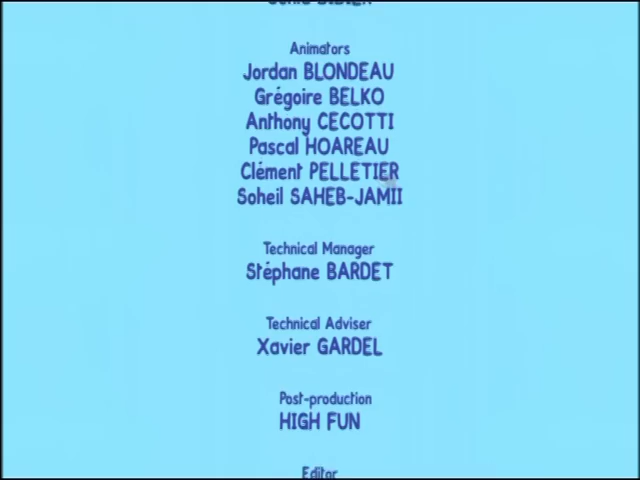 Animators
Jordan BLONDEAU
Grégoire BELKO
Anthony CECOTTI
Pascal HOAREAU
Clément PELLETIER
Soheil SAHEB-JAMII
Technical Manager
Stéphane BARDET
Technical Adviser
Xavier GARDEL
Post-production
HIGH FUN
Editor